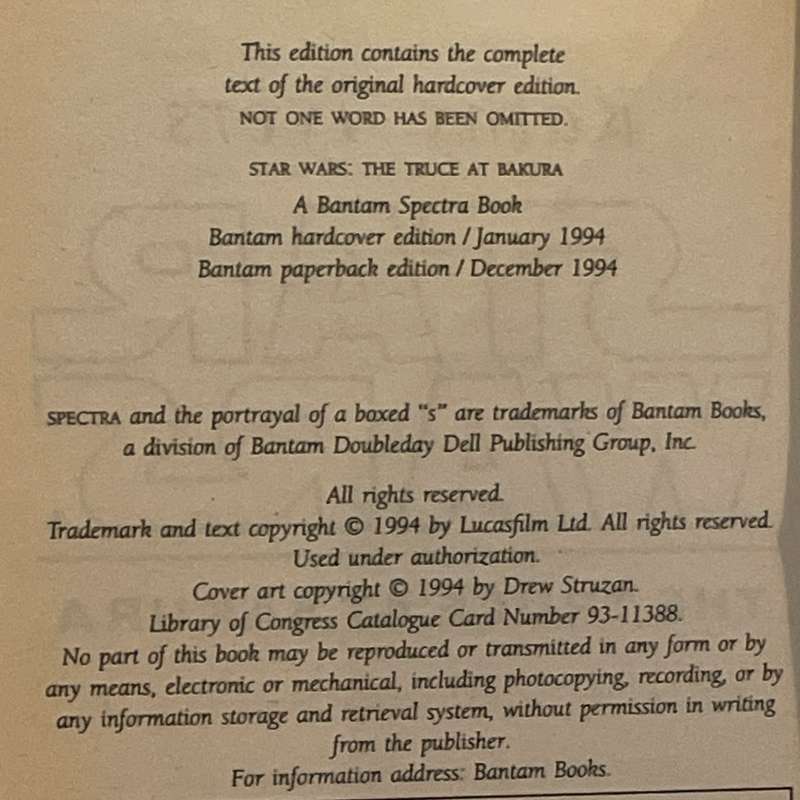 This edition contains the complete
text of the original hardcover edition.
NOT ONE WORD HAS BEEN OMITTED.
STAR WARS: THE TRUCE AT BAKURA
A Bantam Spectra Book
Bantam hardcover edition / January 1994
Bantam paperback edition / December 1994
SPECTRA and the portrayal of a boxed "s" are trademarks of Bantam Books,
a division of Bantam Doubleday Dell Publishing Group, Inc.
All rights reserved.
Trademark and text copyright © 1994 by Lucasfilm Ltd. All rights reserved.
Used under authorization.
Cover art copyright © 1994 by Drew Struzan.
Library of Congress Catalogue Card Number 93-11388.
No part of this book may be reproduced or transmitted in any form or by
any means, electronic or mechanical, including photocopying, recording, or by
any information storage and retrieval system, without permission in writing
from the publisher.
For information address: Bantam Books.